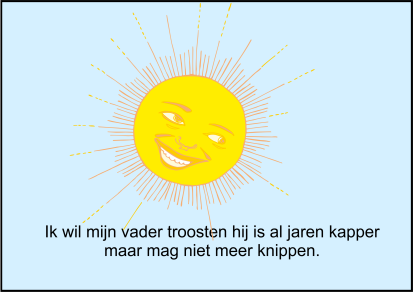 Ik wil mijn vader troosten hij is al jaren kapper
maar mag niet meer knippen.